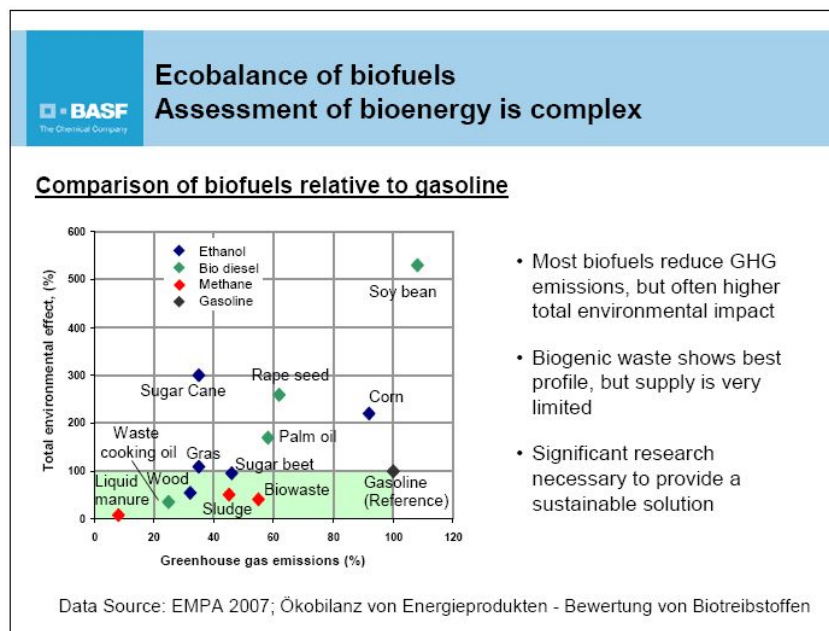 BASF
The Chemical Company
Ecobalance of biofuels
Assessment of bioenergy is complex
Comparison of biofuels relative to gasoline
Total environmental effect, (%)
600
500
400
300
200
100
0
Ethanol
Bio diesel
Methane
Gasoline
Soy bean
Sugar Cane
Rape seed
Corn
Waste
cooking oil
Gras
Palm oil
Sugar beet
Liquid
manure
Wood
Sludge
Biowaste
Gasoline
(Reference)
0 20 40 60 80 100 120
Greenhouse gas emissions (%)
• Most biofuels reduce GHG
emissions, but often higher
total environmental impact
• Biogenic waste shows best
profile, but supply is very
limited
• Significant research
necessary to provide a
sustainable solution
Data Source: EMPA 2007; Ökobilanz von Energieprodukten - Bewertung von Biotreibstoffen